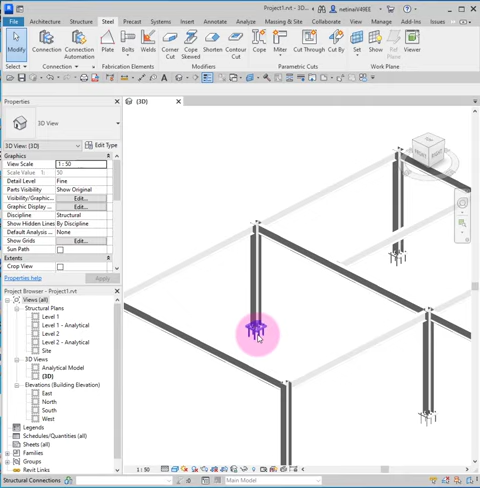 Project1.rvt - 3D...
netinaiV49EE
File Architecture Structure Steel Precast Systems Insert Annotate Analyze Massing & Site Collaborate View Manage Add-Ins Issues
Modify Connection Connection Automation Plate Bolts Welds Corner Cut Cope Skewed Shorten Contour Cut Cope Miter Cut Through Cut By Set Show Ref Plane Viewer
Select Connection Fabrication Elements Modifiers Parametric Cuts Work Plane
Properties
{3D}
3D View
3D View: {3D}
Edit Type
Graphics
View Scale 1 : 50
Scale Value 1: 50
Detail Level Fine
Parts Visibility Show Original
Visibility/Graphic... Edit...
Graphic Display ... Edit...
Discipline Structural
Show Hidden Lines By Discipline
Default Analysis ... None
Show Grids Edit...
Sun Path
Extents
Crop View
Properties help
Apply
Project Browser - Project1.rvt
Views (all)
Structural Plans
Level 1
Level 1 - Analytical
Level 2
Level 2 - Analytical
Site
3D Views
Analytical Model
{3D}
Elevations (Building Elevation)
East
North
South
West
Legends
Schedules/Quantities (all)
Sheets (all)
Families
Groups
Revit Links
1 : 50
Structural Connections
:0
Main Model